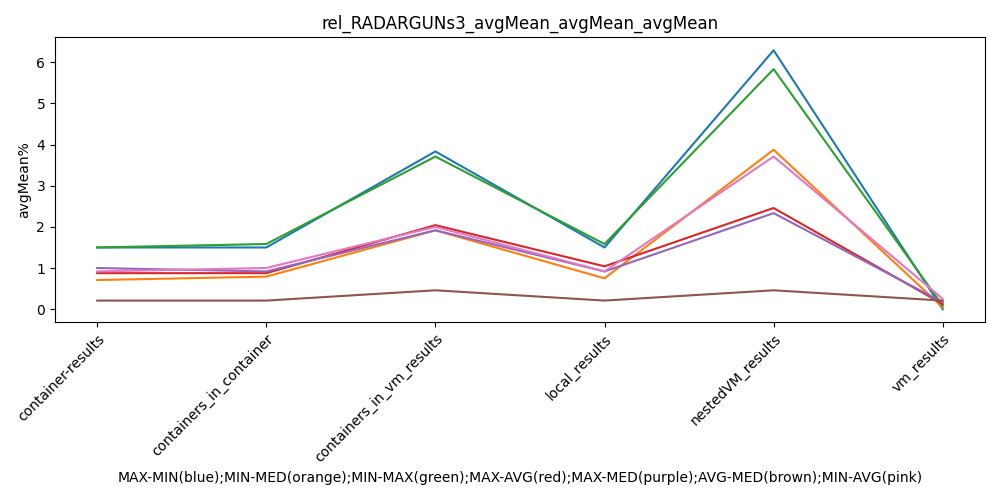 rel_RADARGUNs3_avgMean_avgMean_avgMean
avgMean%
6
5
4
3
2
1
0
container-results
containers_in_container
containers_in_vm_results
local_results
nestedVM_results
vm_results
MAX-MIN(blue);MIN-MED(orange);MIN-MAX(green);MAX-AVG(red);MAX-MED(purple);AVG-MED(brown);MIN-AVG(pink)